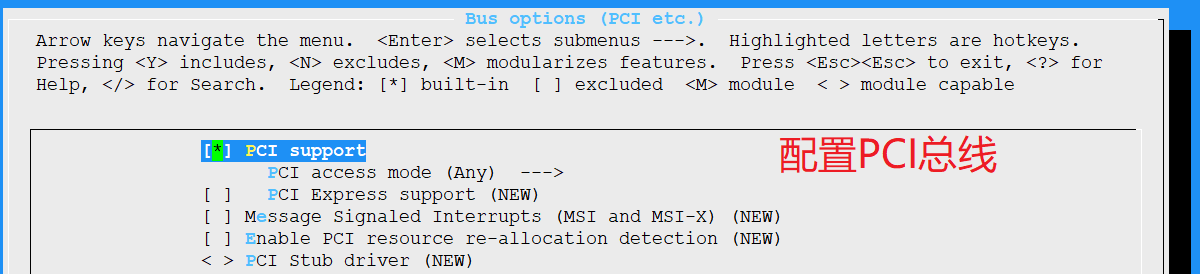 Bus options (PCI etc.)
Arrow keys navigate the menu.  <Enter> selects submenus --->.  Highlighted letters are hotkeys.
Pressing <Y> includes, <N> excludes, <M> modularizes features.  Press <Esc><Esc> to exit, <?> for
Help, </> for Search.  Legend: [*] built-in  [ ] excluded  <M> module  < > module capable
[*] PCI support
配置PCI总线
PCI access mode (Any)  --->
[ ]   PCI Express support (NEW)
[ ] Message Signaled Interrupts (MSI and MSI-X) (NEW)
[ ] Enable PCI resource re-allocation detection (NEW)
< > PCI Stub driver (NEW)